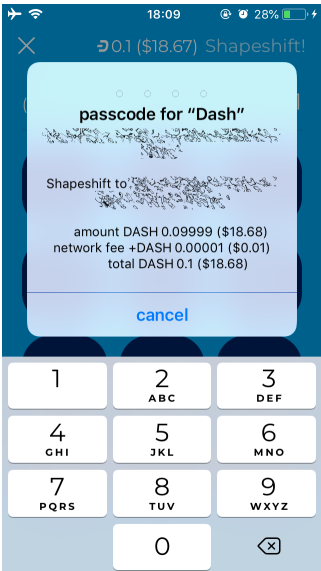 18:09
28%
0.1 ($18.67) Shapeshift!
passcode for “Dash”
Shapeshift to
amount DASH 0.09999 ($18.68)
network fee +DASH 0.00001 ($0.01)
total DASH 0.1 ($18.68)
cancel
1
2
ABC
3
DEF
4
GHI
5
JKL
6
MNO
7
PQRS
8
TUV
9
WXYZ
0